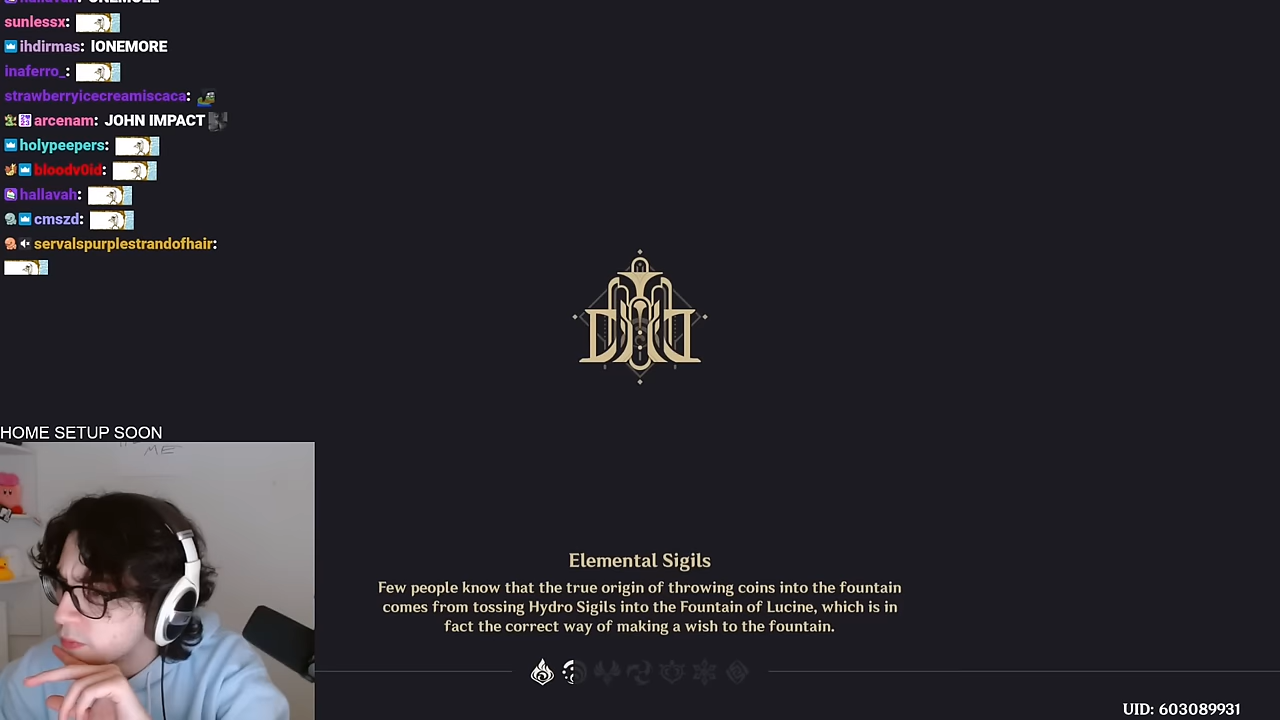 sunlessx:
ihdirmas: IONEMORE
inaferro_:
strawberryicecreamiscaca:
arcenam: JOHN IMPACT
holypeepers:
bloodv0id:
hallavah:
cmszd:
servalspurplestrandofhair:
HOME SETUP SOON
ME
Elemental Sigils
Few people know that the true origin of throwing coins into the fountain
comes from tossing Hydro Sigils into the Fountain of Lucine, which is in
fact the correct way of making a wish to the fountain.
UID: 603089931